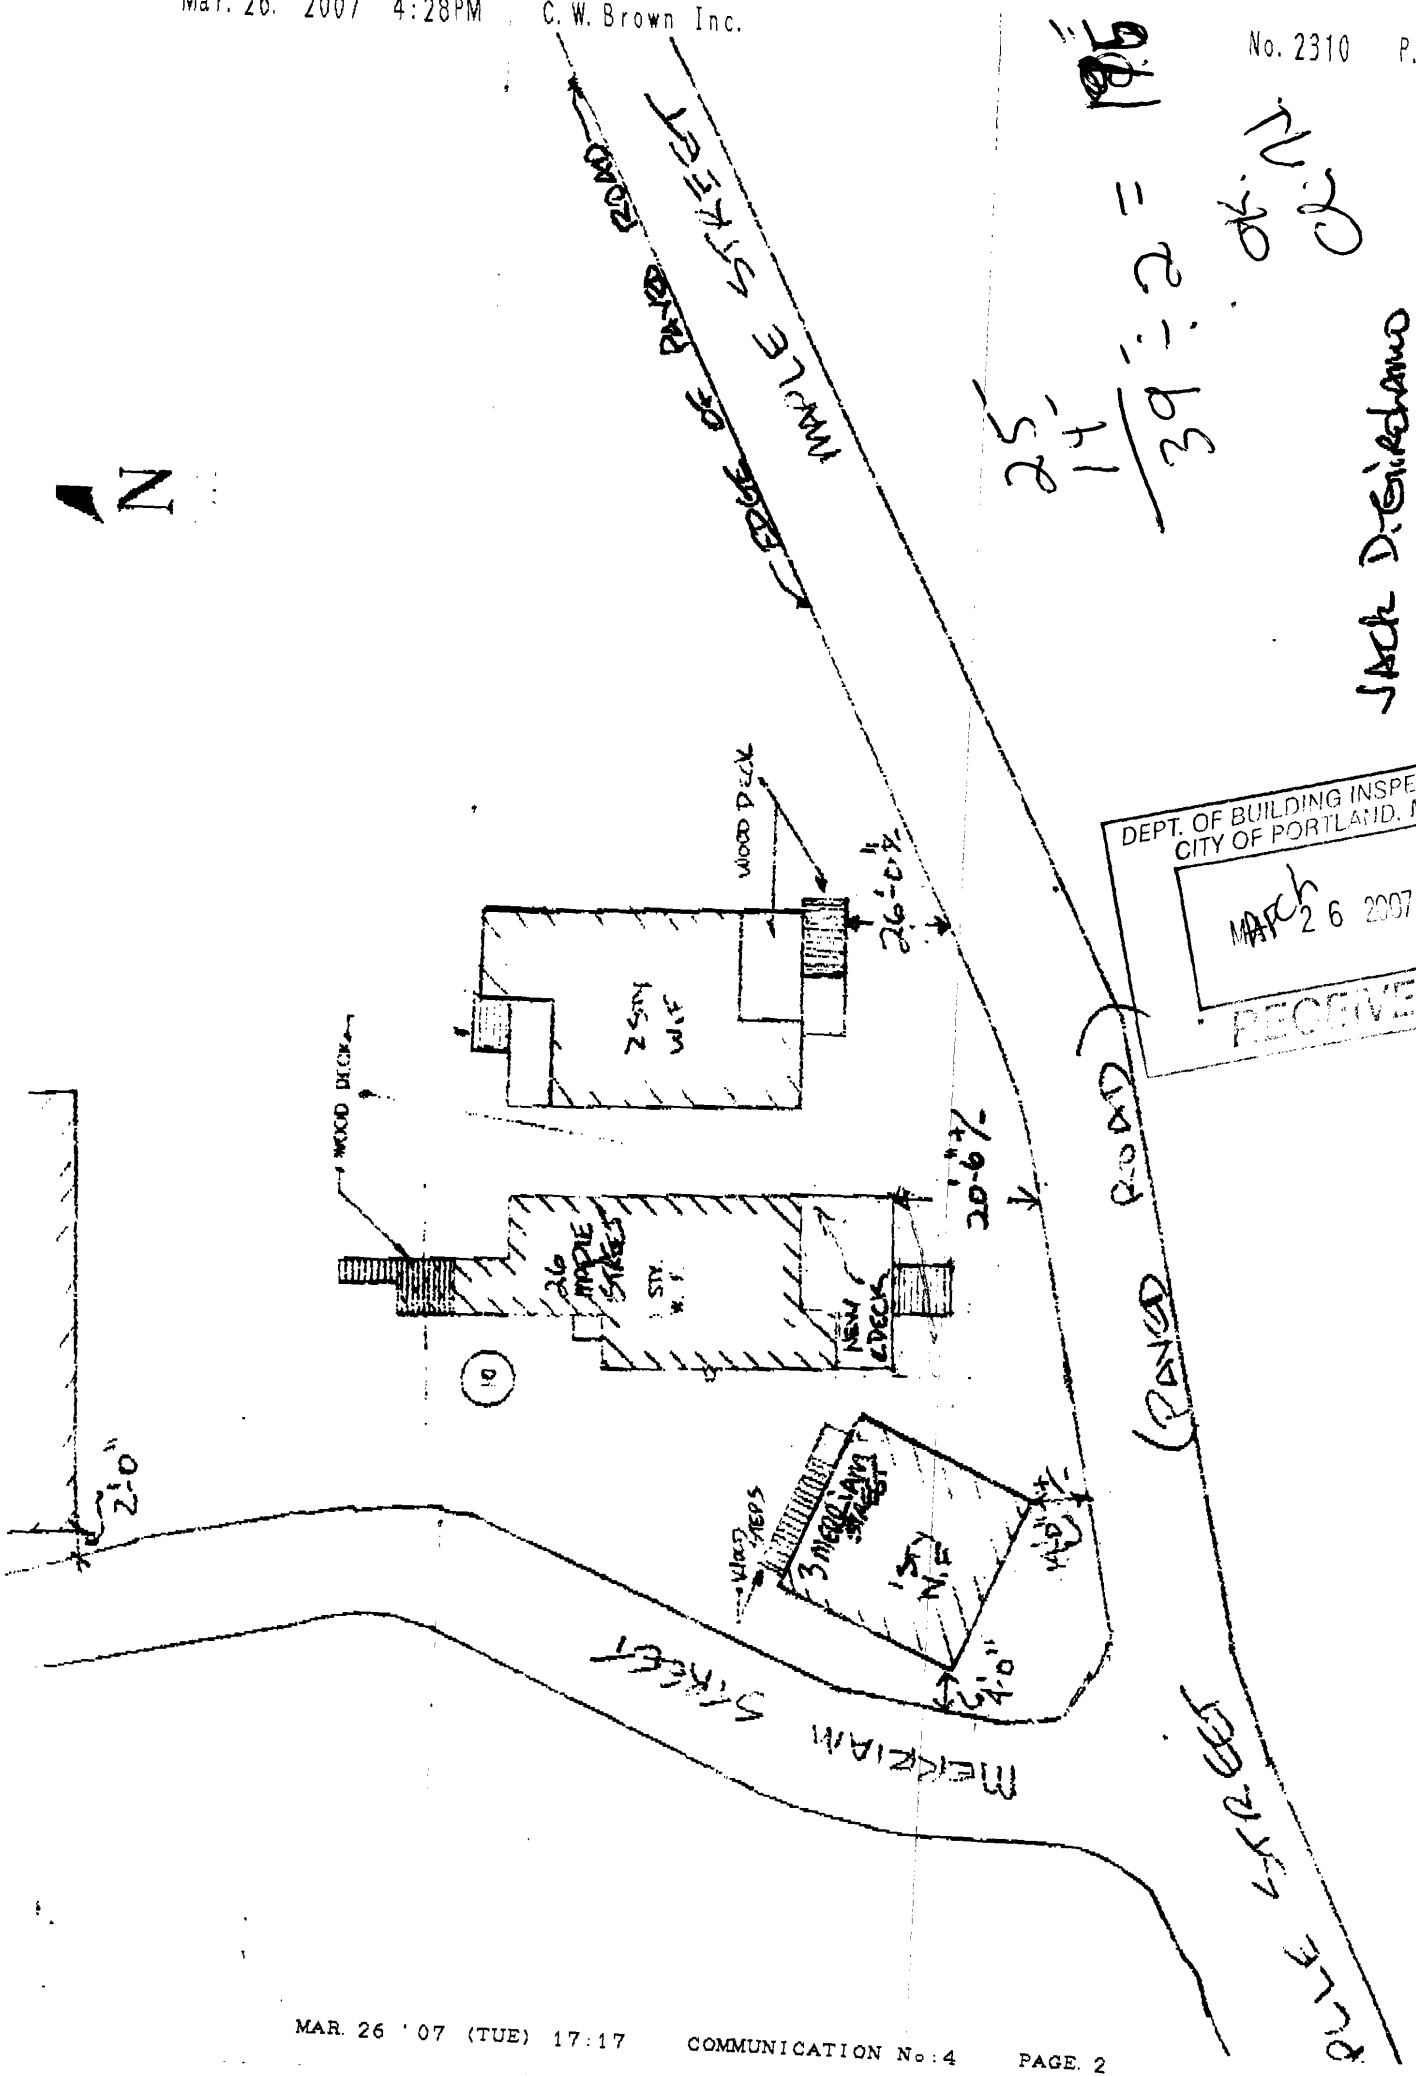 Mar. 26. 2007 4:28PM C. W. Brown Inc. No. 2310 P.
N
EDGE OF PAVED ROAD
MAPLE STREET
25'
14'
39 ÷ 2 =
OK.
JACK
DEPT. OF BUILDING INSPE
CITY OF PORTLAND,
MARCH 26 2007
RECEIVE
WOOD DECK
26'-0" +/-
2 STY
W.F
WOOD DECK
20'-6" +/-
26
MAPLE
STREET
STY.
W. F.
NEW
DECK
10
(PAVED ROAD)
2'-0"
WOOD STEPS
3 MERRIAM
STREET
1 STY
W.F
14'-0" +/-
4'-0"
MERRIAM STREET
PLE STREET
MAR. 26 '07 (TUE) 17:17 COMMUNICATION No:4 PAGE. 2